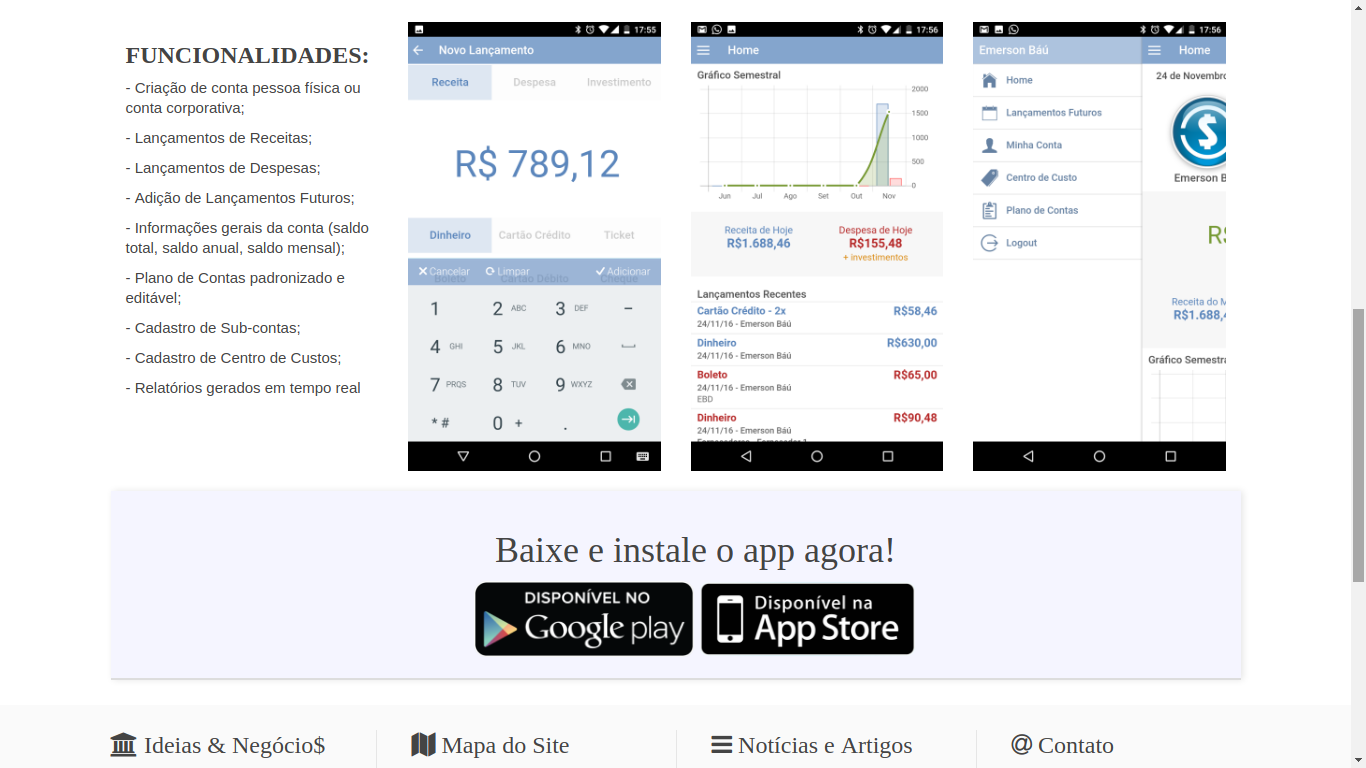 FUNCIONALIDADES:
- Criação de conta pessoa física ou
conta corporativa;
- Lançamentos de Receitas;
- Lançamentos de Despesas;
- Adição de Lançamentos Futuros;
- Informações gerais da conta (saldo
total, saldo anual, saldo mensal);
- Plano de Contas padronizado e
editável;
- Cadastro de Sub-contas;
- Cadastro de Centro de Custos;
- Relatórios gerados em tempo real
17:55
Novo Lançamento
Receita Despesa Investimento
R$ 789,12
Dinheiro Cartão Crédito Ticket
Cancelar Limpar Adicionar
Boleto Cartão Débito Cheque
1 2 ABC 3 DEF –
4 GHI 5 JKL 6 MNO
7 PRQS 8 TUV 9 WXYZ
* # 0 + .
17:56
Home
Gráfico Semestral
2000
1500
1000
500
0
Jun Jul Ago Set Out Nov
Receita de Hoje Despesa de Hoje
R$1.688,46 R$155,48
+ investimentos
Lançamentos Recentes
Cartão Crédito - 2x R$58,46
24/11/16 - Emerson Báú
Dinheiro R$630,00
24/11/16 - Emerson Báú
Boleto R$65,00
24/11/16 - Emerson Báú
EBD
Dinheiro R$90,48
24/11/16 - Emerson Báú
17:56
Emerson Báú Home
Home
Lançamentos Futuros
Minha Conta
Centro de Custo
Plano de Contas
Logout
24 de Novembro
$
Emerson B
R$
Receita do M
R$1.688,4
Gráfico Semestra
Baixe e instale o app agora!
DISPONÍVEL NO
Google play
Disponível na
App Store
Ideias & Negócio$
Mapa do Site
Notícias e Artigos
@ Contato